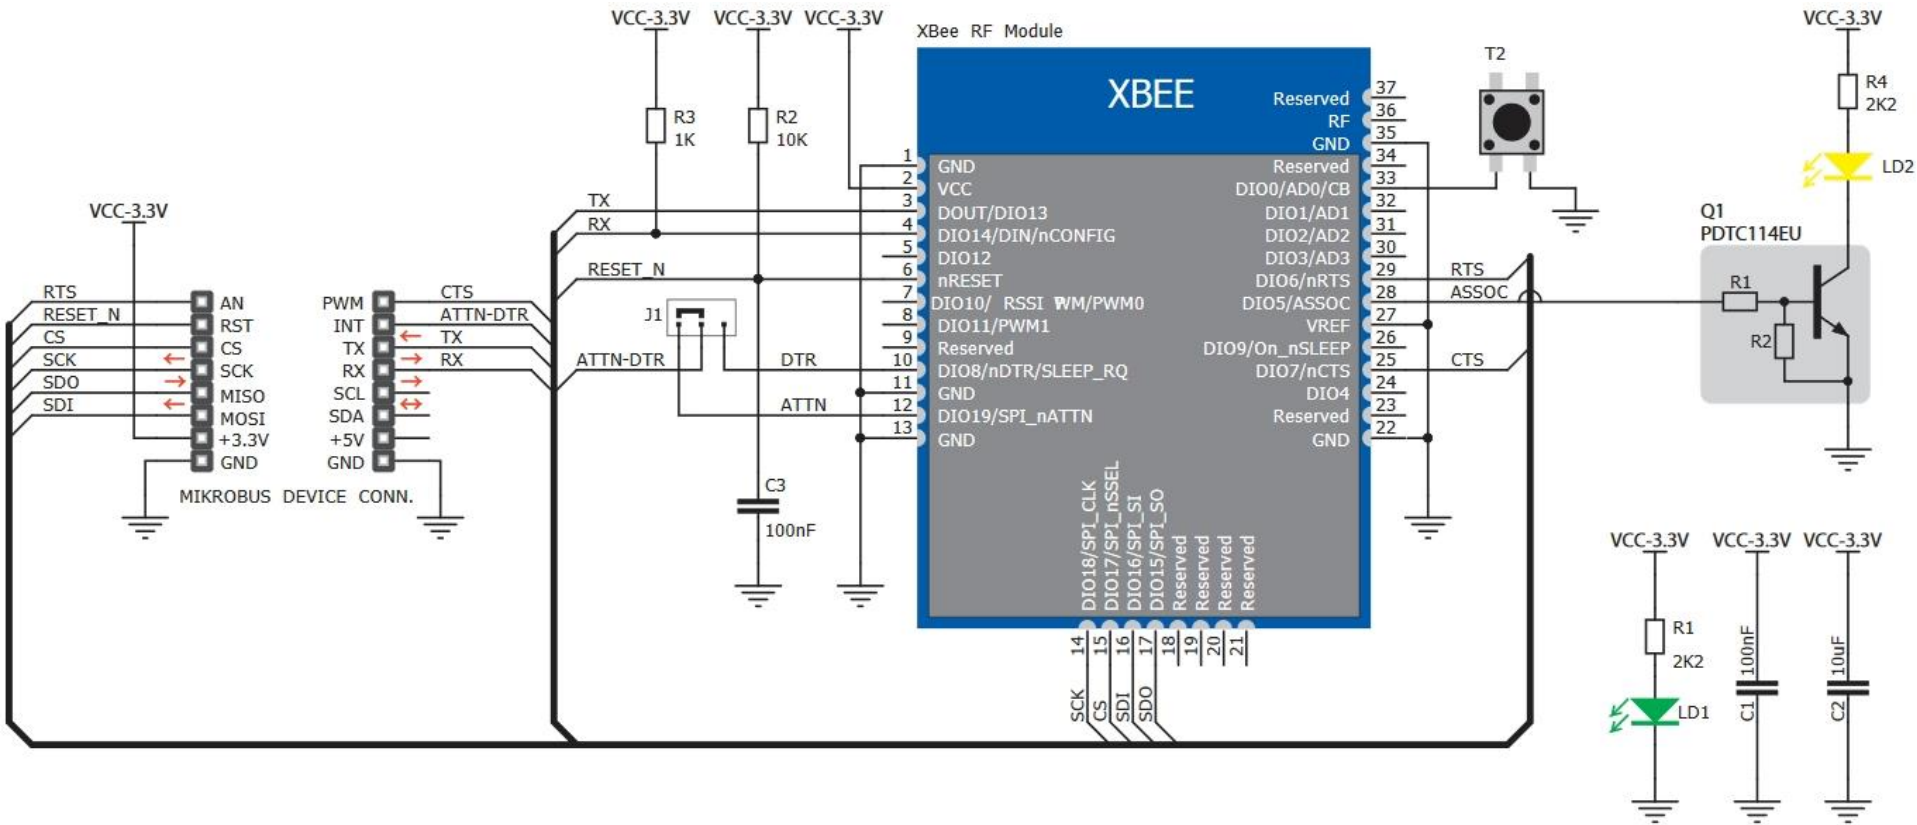 VCC-3.3V VCC-3.3V VCC-3.3V
XBee RF Module
XBEE
T2
VCC-3.3V
R4
2K2
LD2
R3
1K
R2
10K
Reserved 37
RF 36
GND 35
1 GND
Reserved 34
2 VCC
DIO0/AD0/CB 33
TX 3 DOUT/DIO13
DIO1/AD1 32
RX 4 DIO14/DIN/nCONFIG
DIO2/AD2 31
5 DIO12
DIO3/AD3 30
RESET_N 6 nRESET
DIO6/nRTS 29 RTS
7 DIO10/ RSSI PWM/PWM0
DIO5/ASSOC 28 ASSOC
8 DIO11/PWM1
VREF 27
9 Reserved
DIO9/On_nSLEEP 26
ATTN-DTR DTR 10 DIO8/nDTR/SLEEP_RQ
DIO7/nCTS 25 CTS
11 GND
DIO4 24
ATTN 12 DIO19/SPI_nATTN
Reserved 23
13 GND
GND 22
J1
Q1
PDTC114EU
R1
R2
VCC-3.3V
RTS AN
RESET_N RST
CS CS
SCK SCK
SDO MISO
SDI MOSI
+3.3V
GND
PWM CTS
INT ATTN-DTR
TX TX
RX RX
SCL
SDA
+5V
GND
MIKROBUS DEVICE CONN.
C3
100nF
DIO18/SPI_CLK
DIO17/SPI_nSSEL
DIO16/SPI_SI
DIO15/SPI_SO
Reserved
Reserved
Reserved
Reserved
14 15 16 17 18 19 20 21
SCK CS SDI SDO
VCC-3.3V VCC-3.3V VCC-3.3V
R1
2K2
LD1
C1 100nF
C2 10uF